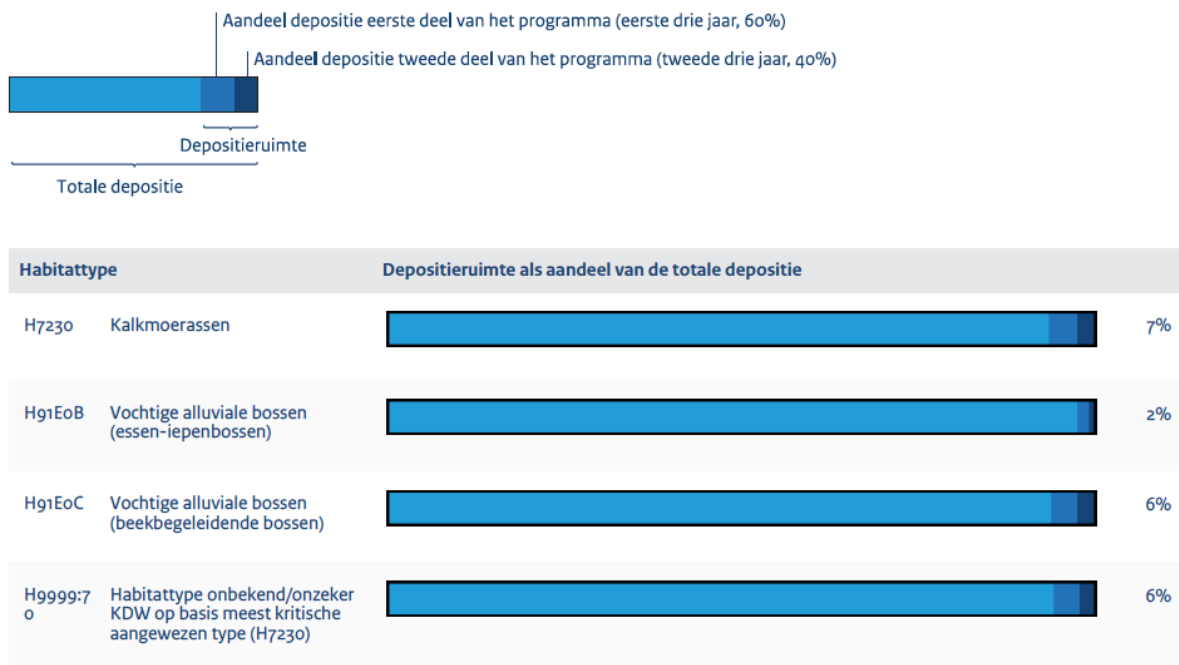 Aandeel depositie eerste deel van het programma (eerste drie jaar, 60%)
Aandeel depositie tweede deel van het programma (tweede drie jaar, 40%)
Depositieruimte
Totale depositie
Habitattype Depositieruimte als aandeel van de totale depositie
H7230 Kalkmoerassen 7%
H91E0B Vochtige alluviale bossen 2%
(essen-iepenbossen)
H91E0C Vochtige alluviale bossen 6%
(beekbegeleidende bossen)
H9999:7 Habitattype onbekend/onzeker 6%
0 KDW op basis meest kritische
aangewezen type (H7230)